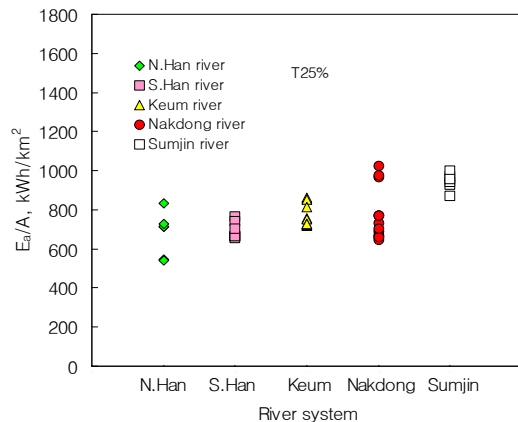 1800
1600
1400
1200
1000
800
600
400
200
0
Ea/A, kWh/km²
N.Han river
S.Han river
Keum river
Nakdong river
Sumjin river
T25%
N.Han S.Han Keum Nakdong Sumjin
River system